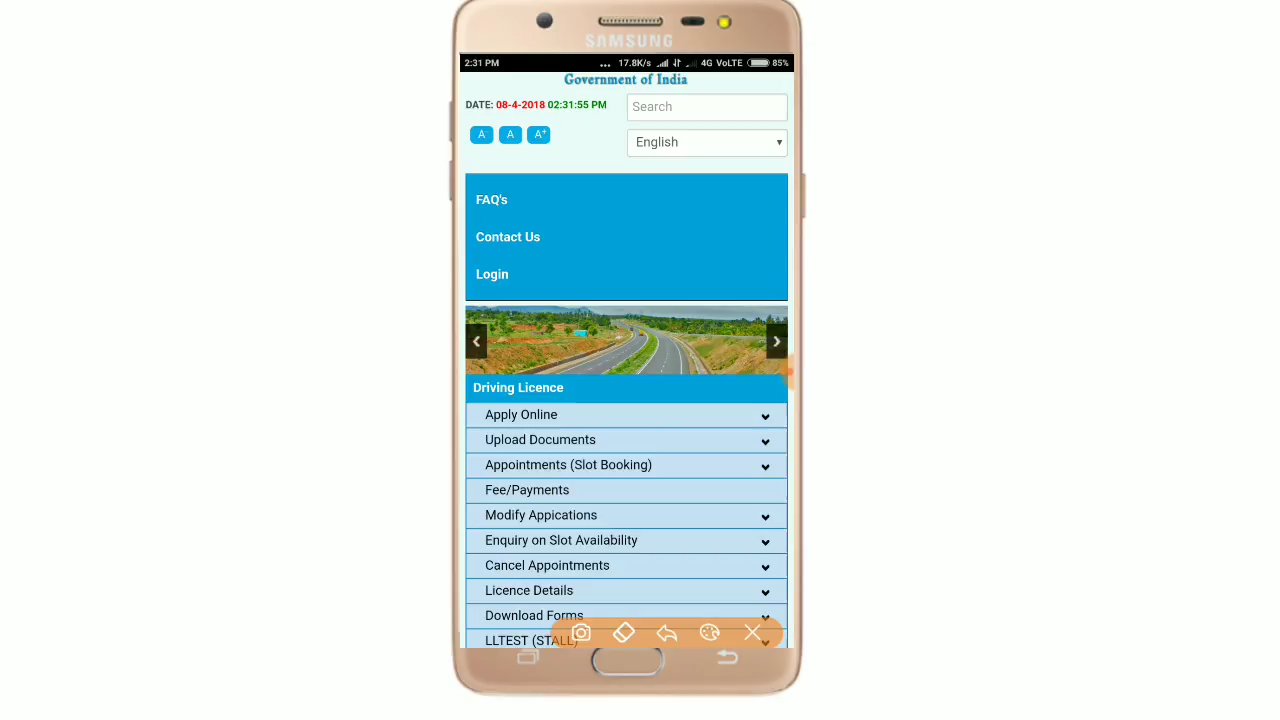 SAMSUNG
2:31 PM ... 17.8K/s 4G VoLTE 85%
Government of India
DATE: 08-4-2018 02:31:55 PM
Search
A- A A+
English
FAQ's
Contact Us
Login
Driving Licence
Apply Online
Upload Documents
Appointments (Slot Booking)
Fee/Payments
Modify Appications
Enquiry on Slot Availability
Cancel Appointments
Licence Details
Download Forms
LLTEST (STALL)